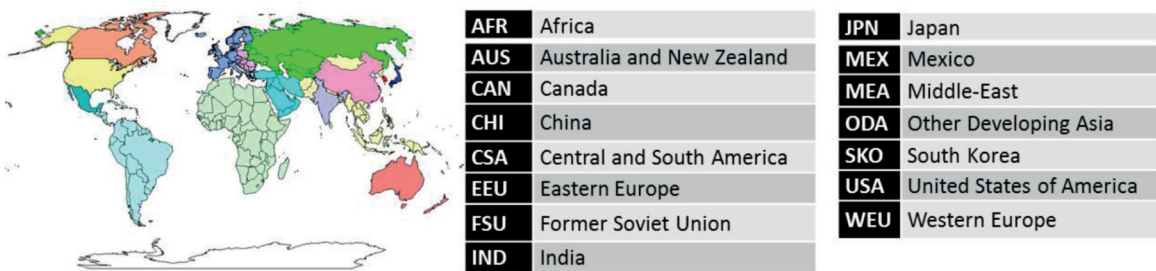 AFR Africa
AUS Australia and New Zealand
CAN Canada
CHI China
CSA Central and South America
EEU Eastern Europe
FSU Former Soviet Union
IND India
JPN Japan
MEX Mexico
MEA Middle-East
ODA Other Developing Asia
SKO South Korea
USA United States of America
WEU Western Europe